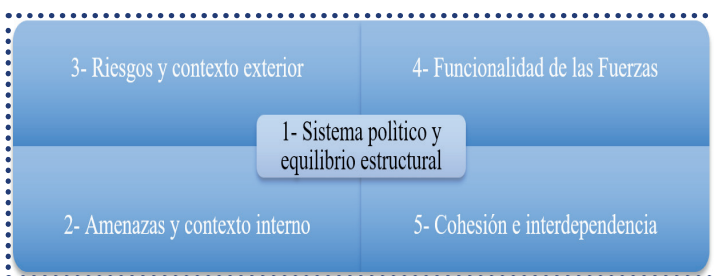 3- Riesgos y contexto exterior
4- Funcionalidad de las Fuerzas
1- Sistema polìtico y
equilibrio estructural
2- Amenazas y contexto interno
5- Cohesión e interdependencia